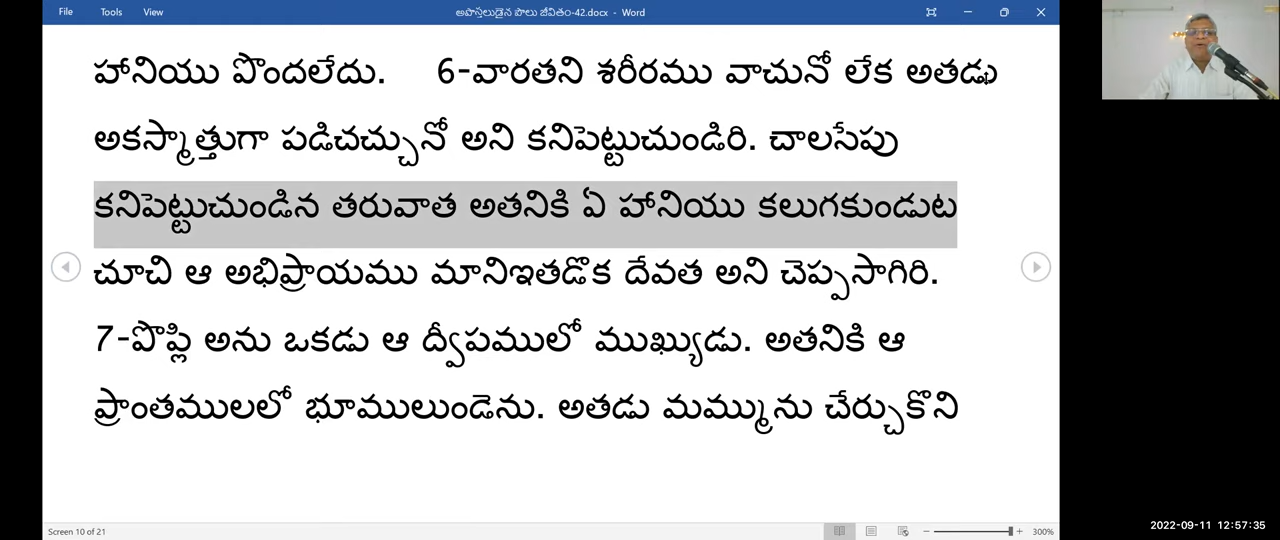 File Tools View అపొస్తలుడైన పౌలు జీవితం-42.docx - Word
హానియు పొందలేదు. 6-వారతని శరీరము వాచునో లేక అతడు
అకస్మాత్తుగా పడిచచ్చునో అని కనిపెట్టుచుండిరి. చాలసేపు
కనిపెట్టుచుండిన తరువాత అతనికి ఏ హానియు కలుగకుండుట
చూచి ఆ అభిప్రాయము మానిఇతడొక దేవత అని చెప్పసాగిరి.
7-పొప్లి అను ఒకడు ఆ ద్వీపములో ముఖ్యుడు. అతనికి ఆ
ప్రాంతములలో భూములుండెను. అతడు మమ్మును చేర్చుకొని
Screen 10 of 21 300%
2022-09-11 12:57:35